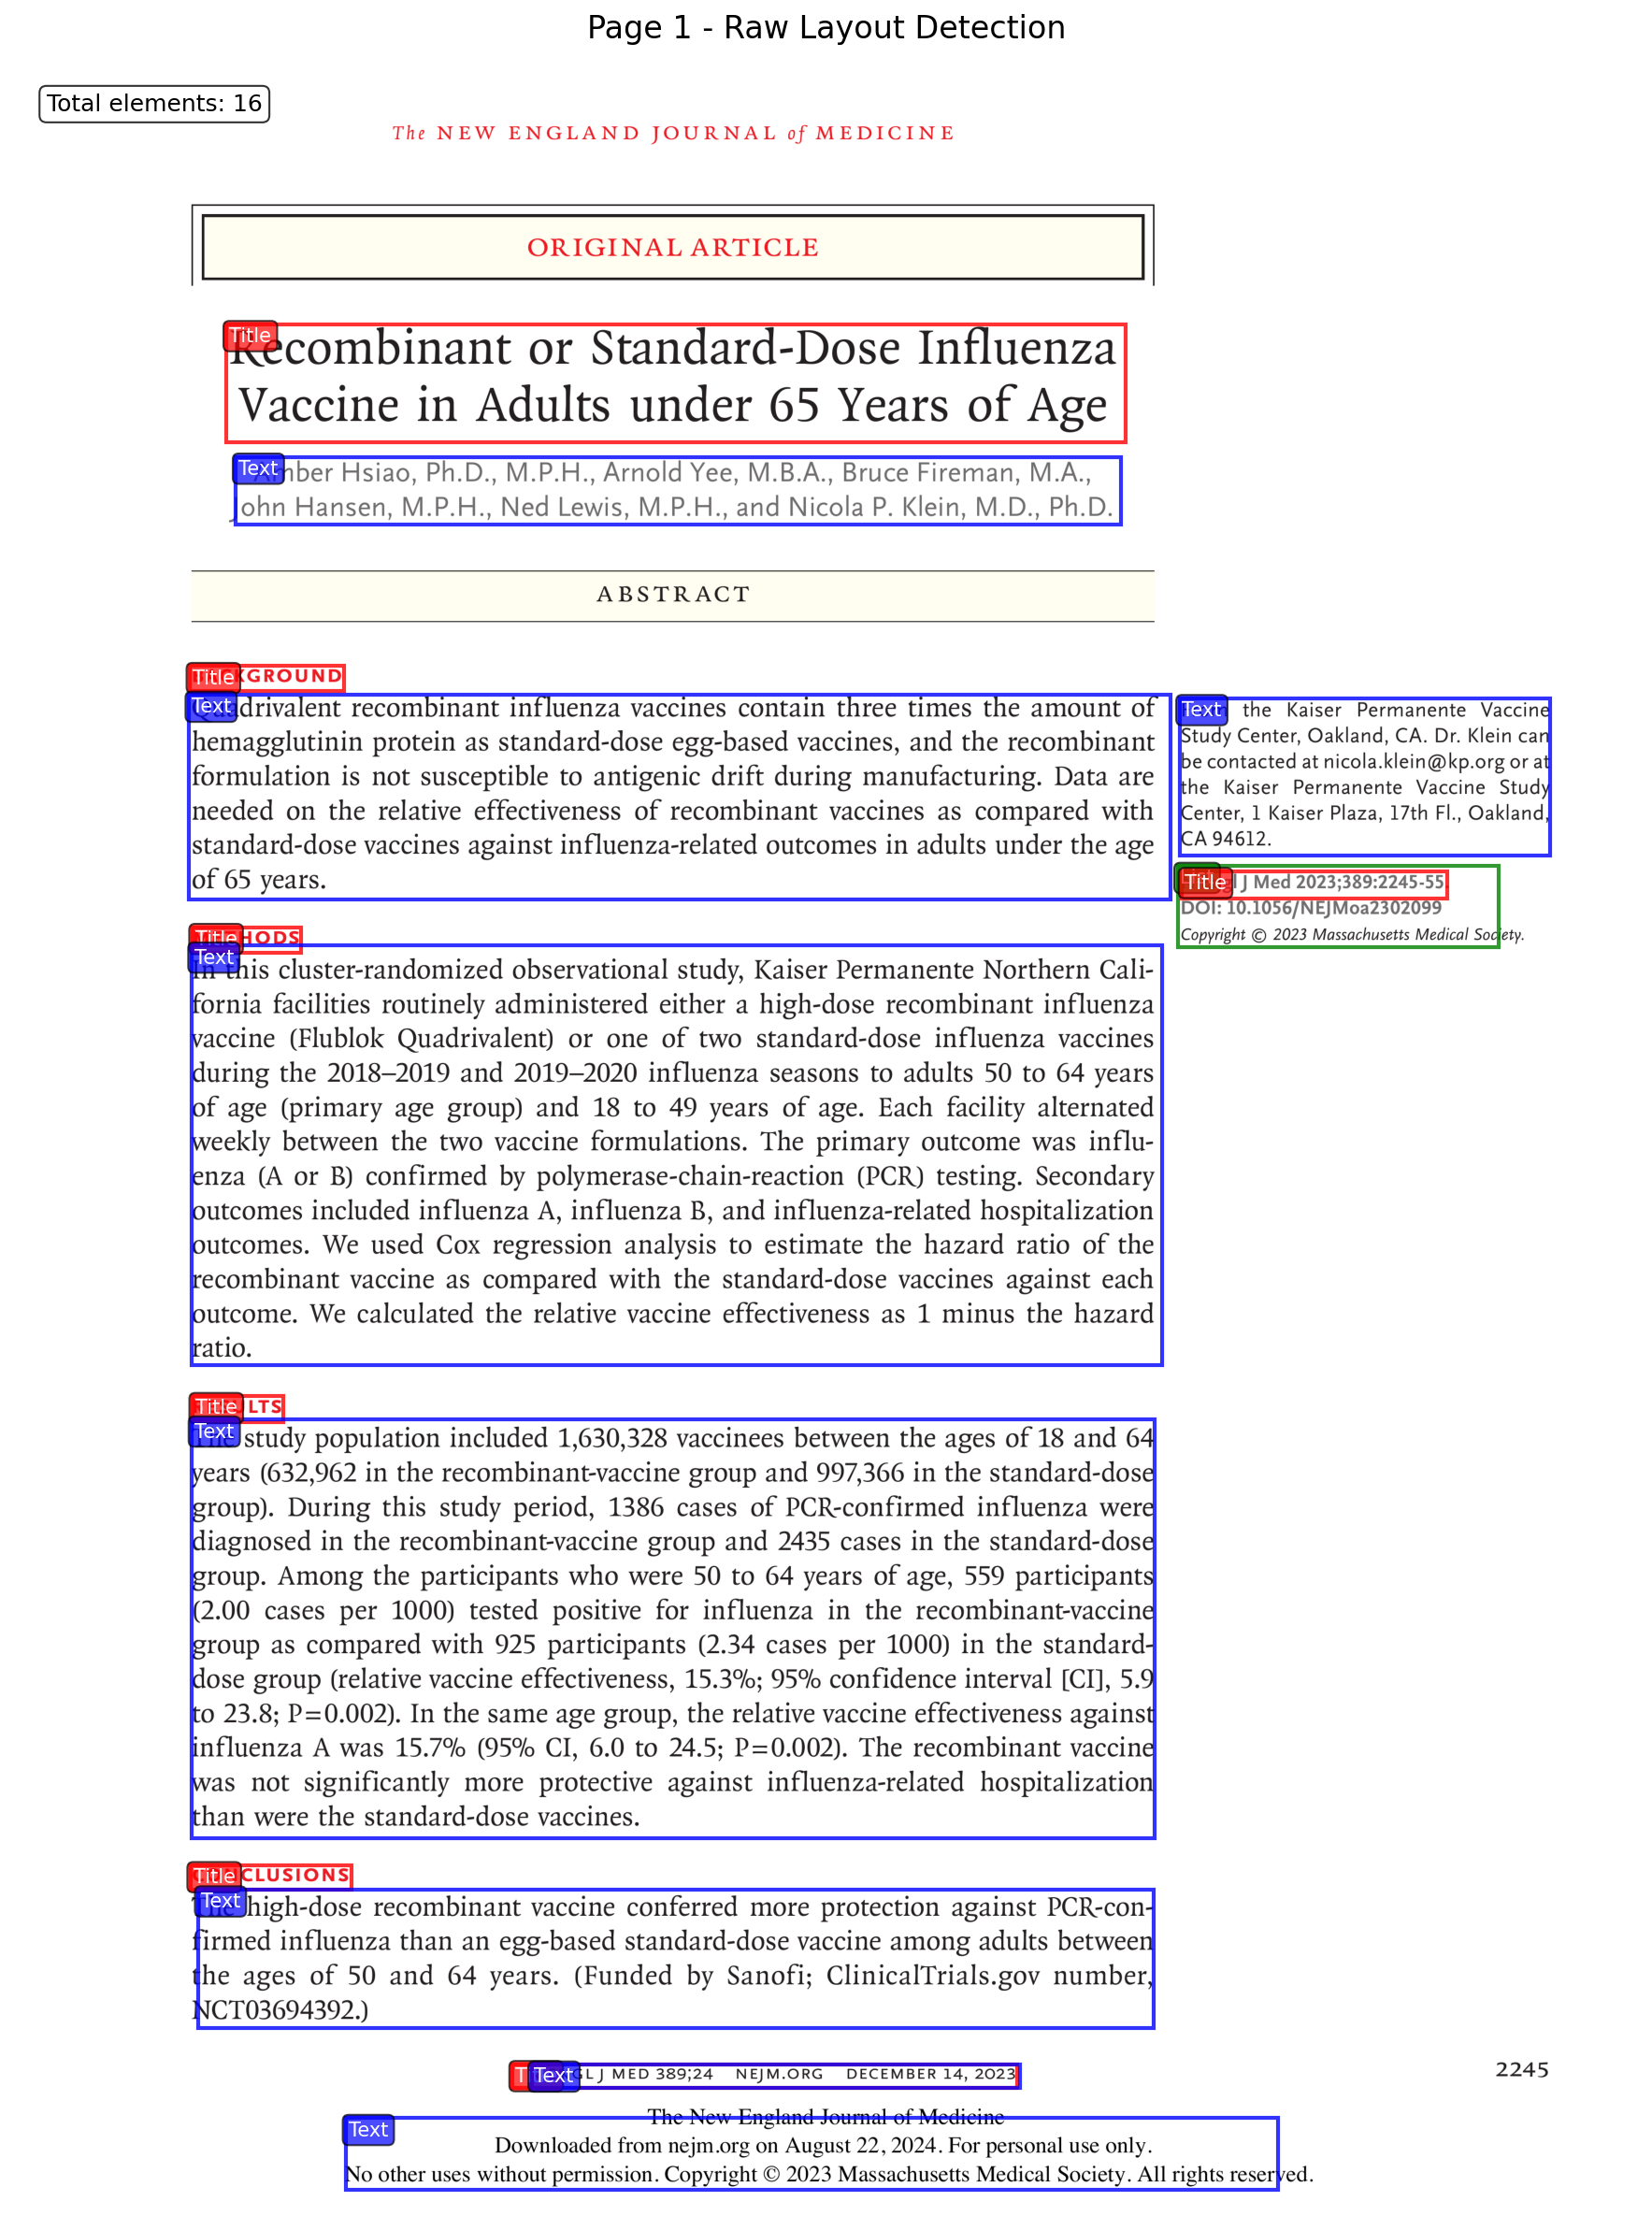 Page 1 - Raw Layout Detection
Total elements: 16
The NEW ENGLAND JOURNAL of MEDICINE
ORIGINAL ARTICLE
Title
Recombinant or Standard-Dose Influenza
Vaccine in Adults under 65 Years of Age
Text
Amber Hsiao, Ph.D., M.P.H., Arnold Yee, M.B.A., Bruce Fireman, M.A.,
John Hansen, M.P.H., Ned Lewis, M.P.H., and Nicola P. Klein, M.D., Ph.D.
ABSTRACT
Title
BACKGROUND
Text
Quadrivalent recombinant influenza vaccines contain three times the amount of
hemagglutinin protein as standard-dose egg-based vaccines, and the recombinant
formulation is not susceptible to antigenic drift during manufacturing. Data are
needed on the relative effectiveness of recombinant vaccines as compared with
standard-dose vaccines against influenza-related outcomes in adults under the age
of 65 years.
Text
From the Kaiser Permanente Vaccine
Study Center, Oakland, CA. Dr. Klein can
be contacted at nicola.klein@kp.org or at
the Kaiser Permanente Vaccine Study
Center, 1 Kaiser Plaza, 17th Fl., Oakland,
CA 94612.
Title
J Med 2023;389:2245-55.
DOI: 10.1056/NEJMoa2302099
Copyright © 2023 Massachusetts Medical Society.
Title
METHODS
Text
In this cluster-randomized observational study, Kaiser Permanente Northern Cali-
fornia facilities routinely administered either a high-dose recombinant influenza
vaccine (Flublok Quadrivalent) or one of two standard-dose influenza vaccines
during the 2018–2019 and 2019–2020 influenza seasons to adults 50 to 64 years
of age (primary age group) and 18 to 49 years of age. Each facility alternated
weekly between the two vaccine formulations. The primary outcome was influ-
enza (A or B) confirmed by polymerase-chain-reaction (PCR) testing. Secondary
outcomes included influenza A, influenza B, and influenza-related hospitalization
outcomes. We used Cox regression analysis to estimate the hazard ratio of the
recombinant vaccine as compared with the standard-dose vaccines against each
outcome. We calculated the relative vaccine effectiveness as 1 minus the hazard
ratio.
Title
RESULTS
Text
The study population included 1,630,328 vaccinees between the ages of 18 and 64
years (632,962 in the recombinant-vaccine group and 997,366 in the standard-dose
group). During this study period, 1386 cases of PCR-confirmed influenza were
diagnosed in the recombinant-vaccine group and 2435 cases in the standard-dose
group. Among the participants who were 50 to 64 years of age, 559 participants
(2.00 cases per 1000) tested positive for influenza in the recombinant-vaccine
group as compared with 925 participants (2.34 cases per 1000) in the standard-
dose group (relative vaccine effectiveness, 15.3%; 95% confidence interval [CI], 5.9
to 23.8; P=0.002). In the same age group, the relative vaccine effectiveness against
influenza A was 15.7% (95% CI, 6.0 to 24.5; P=0.002). The recombinant vaccine
was not significantly more protective against influenza-related hospitalization
than were the standard-dose vaccines.
Title
CONCLUSIONS
Text
The high-dose recombinant vaccine conferred more protection against PCR-con-
firmed influenza than an egg-based standard-dose vaccine among adults between
the ages of 50 and 64 years. (Funded by Sanofi; ClinicalTrials.gov number,
NCT03694392.)
Text
J MED 389;24 NEJM.ORG DECEMBER 14, 2023
2245
Text
The New England Journal of Medicine
Downloaded from nejm.org on August 22, 2024. For personal use only.
No other uses without permission. Copyright © 2023 Massachusetts Medical Society. All rights reserved.